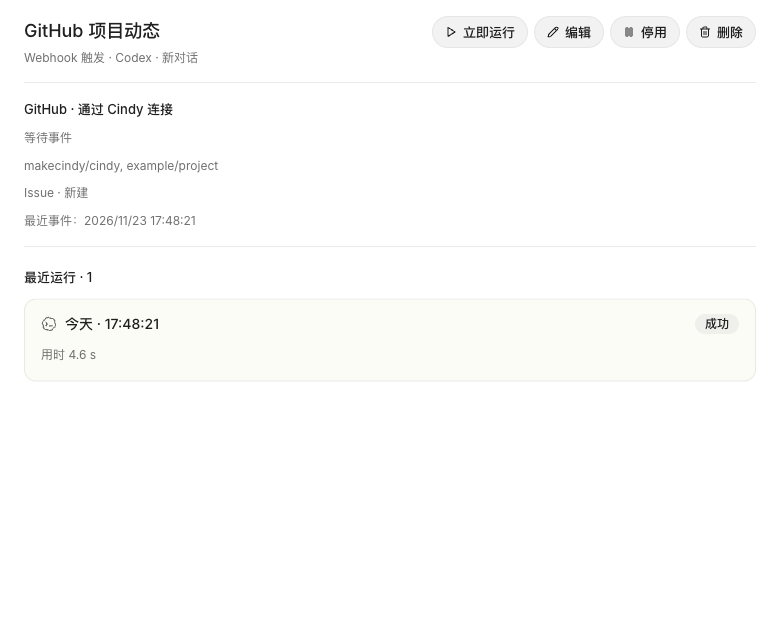 GitHub 项目动态
立即运行
编辑
停用
删除
Webhook 触发 · Codex · 新对话
GitHub · 通过 Cindy 连接
等待事件
makecindy/cindy, example/project
Issue · 新建
最近事件：2026/11/23 17:48:21
最近运行 · 1
今天 · 17:48:21
成功
用时 4.6 s